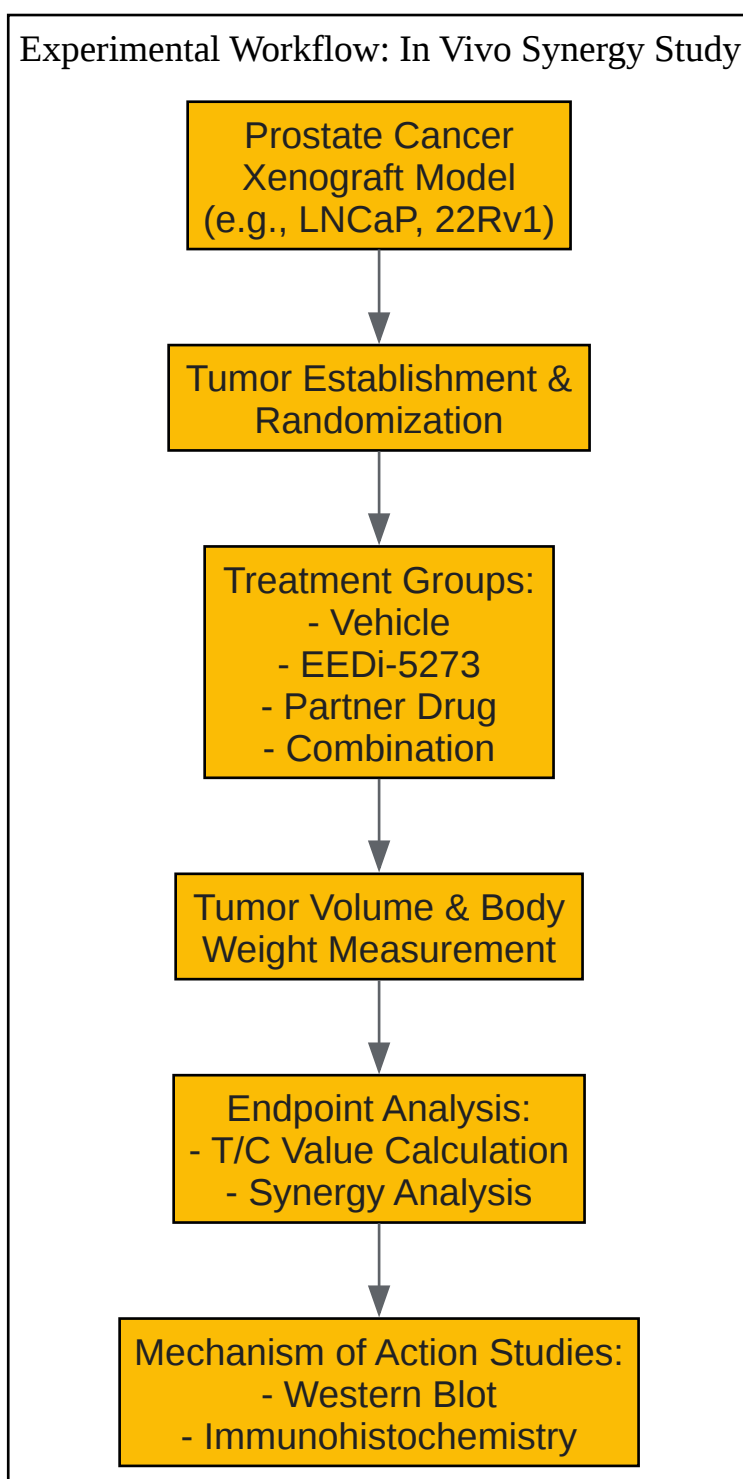 Experimental Workflow: In Vivo Synergy Study
Prostate Cancer
Xenograft Model
(e.g., LNCaP, 22Rv1)
Tumor Establishment &
Randomization
Treatment Groups:
- Vehicle
- EEDi-5273
- Partner Drug
- Combination
Tumor Volume & Body
Weight Measurement
Endpoint Analysis:
- T/C Value Calculation
- Synergy Analysis
Mechanism of Action Studies:
- Western Blot
- Immunohistochemistry